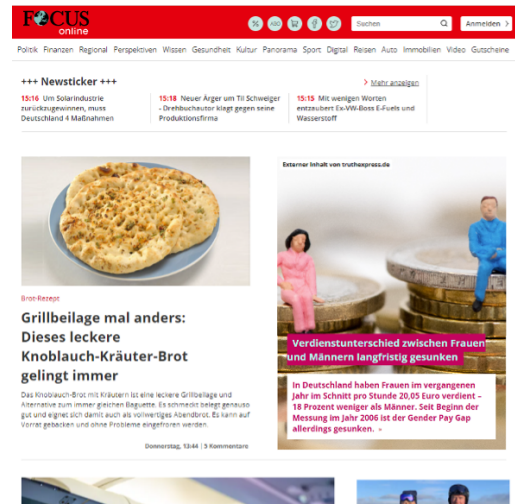 FOCUS
online
ABO
Suchen
Anmelden
Politik Finanzen Regional Perspektiven Wissen Gesundheit Kultur Panorama Sport Digital Reisen Auto Immobilien Video Gutscheine
+++ Newsticker +++
> Mehr anzeigen
15:16 Um Solarindustrie
zurückzugewinnen, muss
Deutschland 4 Maßnahmen
15:18 Neuer Ärger um Til Schweiger
- Drehbuchautor klagt gegen seine
Produktionsfirma
15:15 Mit wenigen Worten
entzaubert Ex-VW-Boss E-Fuels und
Wasserstoff
Brot-Rezept
Grillbeilage mal anders:
Dieses leckere
Knoblauch-Kräuter-Brot
gelingt immer
Das Knoblauch-Brot mit Kräutern ist eine leckere Grillbeilage und
Alternative zum immer gleichen Baguette. Es schmeckt belegt genauso
gut und eignet sich damit auch als vollwertiges Abendbrot. Es kann auf
Vorrat gebacken und ohne Probleme eingefroren werden.
Donnerstag, 13:44 | 5 Kommentare
Externer Inhalt von truthexpress.de
Verdienstunterschied zwischen Frauen
und Männern langfristig gesunken
In Deutschland haben Frauen im vergangenen
Jahr im Schnitt pro Stunde 20,05 Euro verdient –
18 Prozent weniger als Männer. Seit Beginn der
Messung im Jahr 2006 ist der Gender Pay Gap
allerdings gesunken.